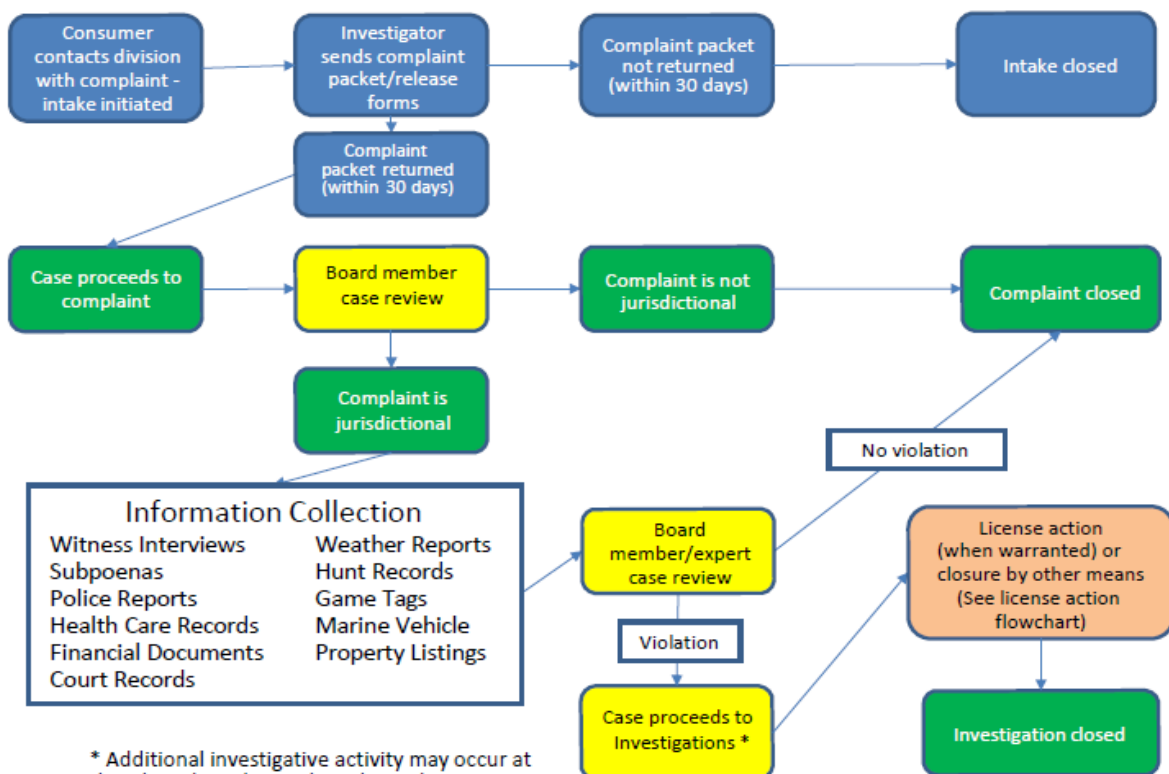 Consumer
contacts division
with complaint -
intake initiated
Investigator
sends complaint
packet/release
forms
Complaint packet
not returned
(within 30 days)
Intake closed
Complaint
packet returned
(within 30 days)
Case proceeds to
complaint
Board member
case review
Complaint is not
jurisdictional
Complaint closed
Complaint is
jurisdictional
No violation
Information Collection
Witness Interviews
Subpoenas
Police Reports
Health Care Records
Financial Documents
Court Records
Weather Reports
Hunt Records
Game Tags
Marine Vehicle
Property Listings
Board
member/expert
case review
License action
(when warranted) or
closure by other means
(See license action
flowchart)
Violation
Case proceeds to
Investigations *
Investigation closed
* Additional investigative activity may occur at